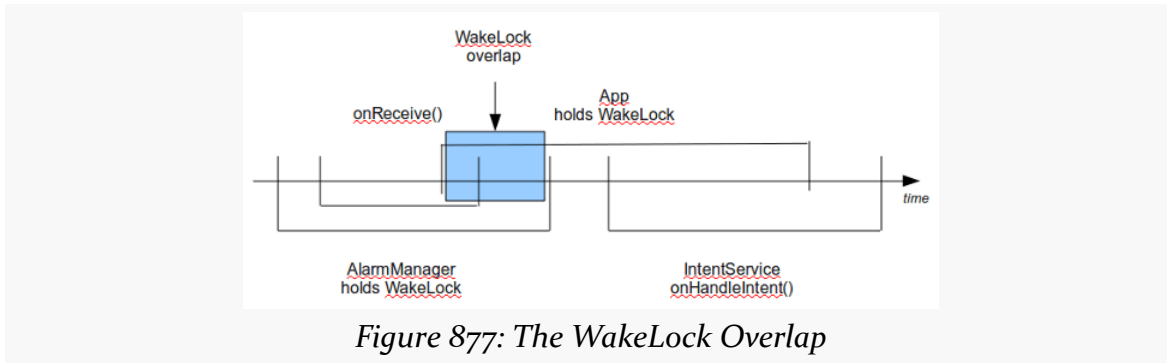 WakeLock
overlap
onReceive()
App
holds WakeLock
time
AlarmManager
holds WakeLock
IntentService
onHandleIntent()
Figure 877: The WakeLock Overlap